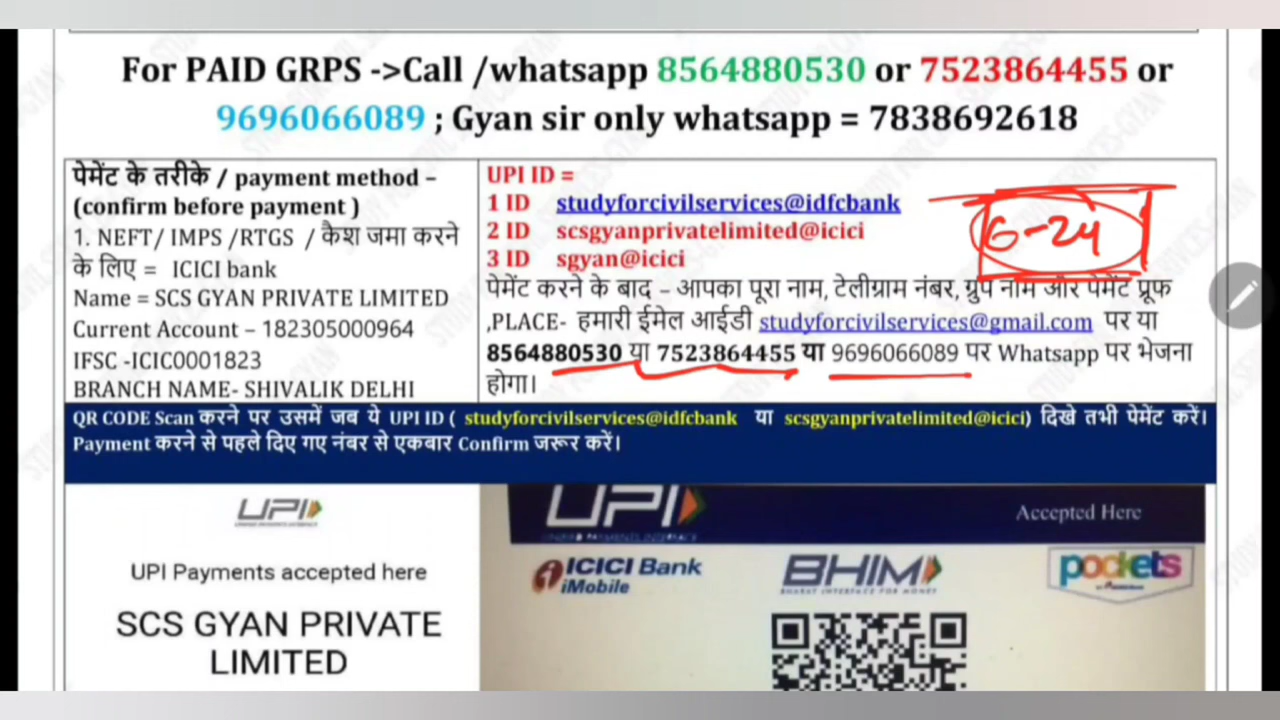 For PAID GRPS ->Call /whatsapp 8564880530 or 7523864455 or
9696066089 ; Gyan sir only whatsapp = 7838692618
पेमेंट के तरीके / payment method –
(confirm before payment )
1. NEFT/ IMPS /RTGS / कैश जमा करने
के लिए = ICICI bank
Name = SCS GYAN PRIVATE LIMITED
Current Account – 182305000964
IFSC -ICIC0001823
BRANCH NAME- SHIVALIK DELHI
UPI ID =
1 ID studyforcivilservices@idfcbank
2 ID scsgyanprivatelimited@icici
3 ID sgyan@icici
6-24
पेमेंट करने के बाद – आपका पूरा नाम, टेलीग्राम नंबर, ग्रुप नाम और पेमेंट प्रूफ
,PLACE- हमारी ईमेल आईडी studyforcivilservices@gmail.com पर या
8564880530 या 7523864455 या 9696066089 पर Whatsapp पर भेजना
होगा।
QR CODE Scan करने पर उसमें जब ये UPI ID ( studyforcivilservices@idfcbank या scsgyanprivatelimited@icici) दिखे तभी पेमेंट करें।
Payment करने से पहले दिए गए नंबर से एकबार Confirm जरूर करें।
UPI
UPI Payments accepted here
SCS GYAN PRIVATE
LIMITED
UPI
Accepted Here
ICICI Bank
iMobile
BHIM
BHARAT INTERFACE FOR MONEY
pockets